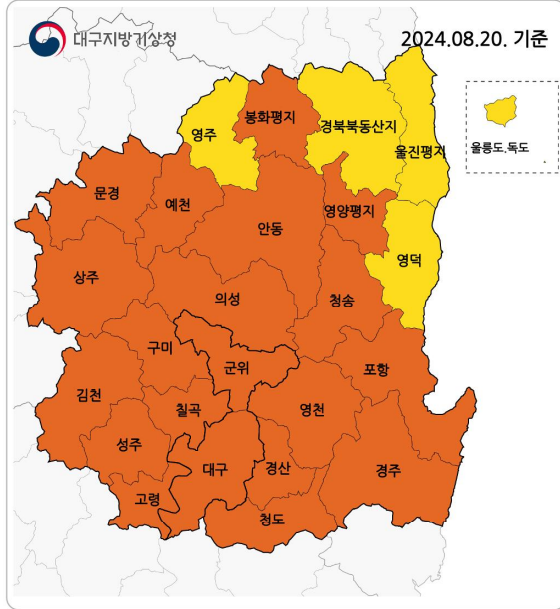 대구지방기상청
2024.08.20. 기준
봉화평지
영주
경북북동산지
울진평지
울릉도.독도
문경
예천
영양평지
안동
영덕
상주
의성
청송
구미
군위
포항
김천
칠곡
영천
성주
대구
경산
경주
고령
청도